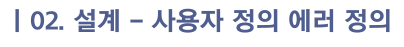 | 02. 설계 – 사용자 정의 에러 정의